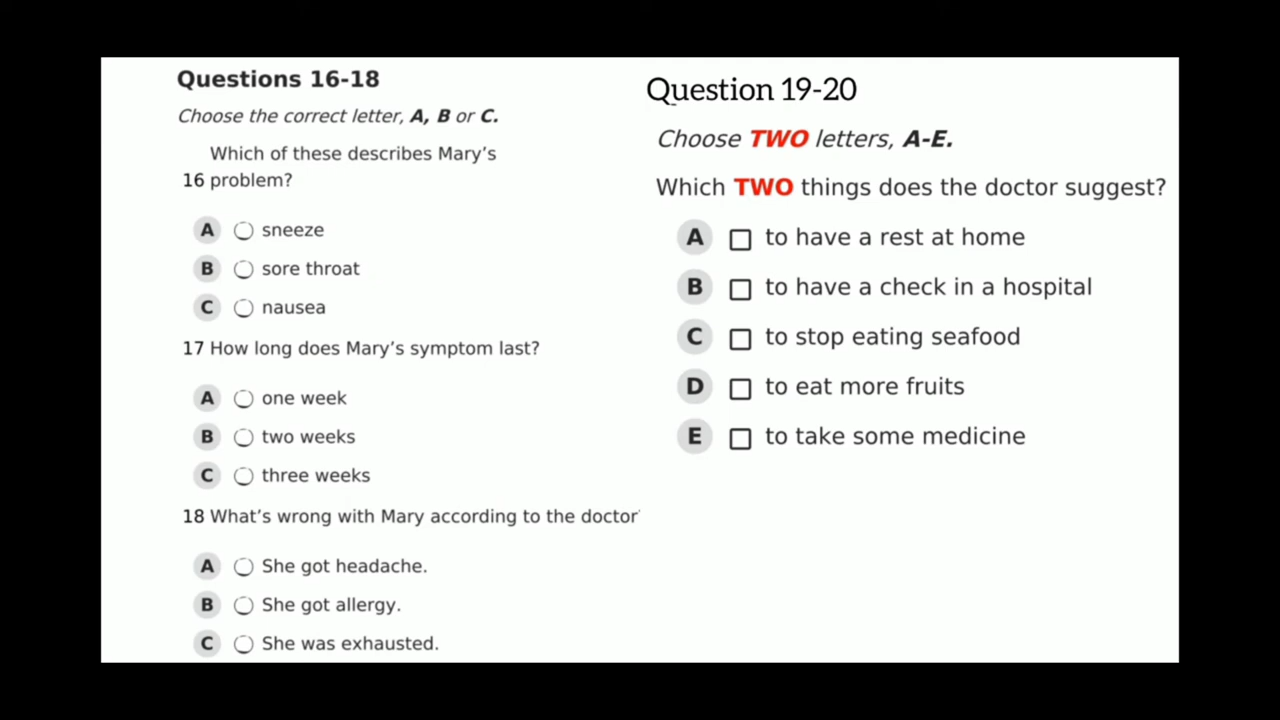 Questions 16-18
Choose the correct letter, A, B or C.
Which of these describes Mary's
16 problem?
A sneeze
B sore throat
C nausea
17 How long does Mary's symptom last?
A one week
B two weeks
C three weeks
18 What's wrong with Mary according to the doctor
A She got headache.
B She got allergy.
C She was exhausted.
Question 19-20
Choose TWO letters, A-E.
Which TWO things does the doctor suggest?
A to have a rest at home
B to have a check in a hospital
C to stop eating seafood
D to eat more fruits
E to take some medicine